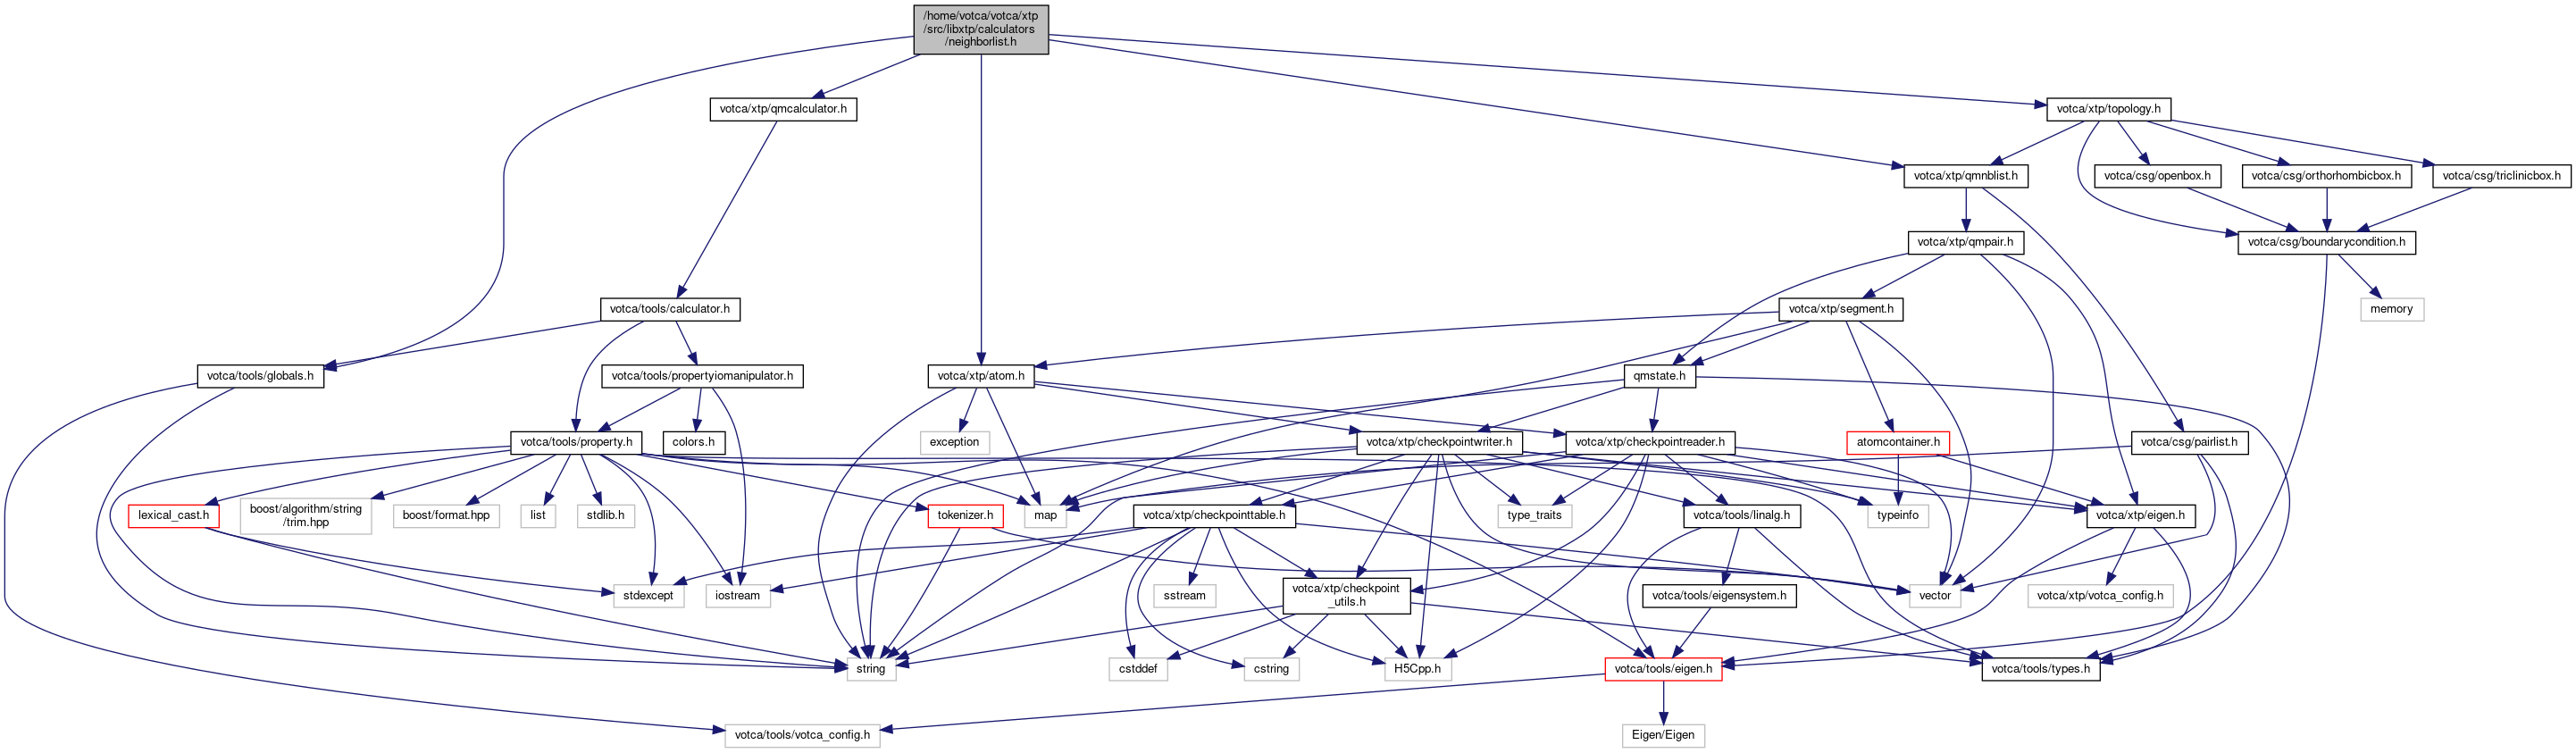 /home/votca/votca/xtp
/src/libxtp/calculators
/neighborlist.h
votca/xtp/qmcalculator.h
votca/xtp/topology.h
votca/xtp/qmnblist.h
votca/csg/openbox.h
votca/csg/orthorhombicbox.h
votca/csg/triclinicbox.h
votca/xtp/qmpair.h
votca/csg/boundarycondition.h
votca/tools/calculator.h
votca/xtp/segment.h
memory
votca/tools/globals.h
votca/tools/propertyiomanipulator.h
votca/xtp/atom.h
qmstate.h
votca/tools/property.h
colors.h
exception
votca/xtp/checkpointwriter.h
votca/xtp/checkpointreader.h
atomcontainer.h
votca/csg/pairlist.h
lexical_cast.h
boost/algorithm/string
/trim.hpp
boost/format.hpp
list
stdlib.h
tokenizer.h
map
votca/xtp/checkpointtable.h
type_traits
votca/tools/linalg.h
typeinfo
votca/xtp/eigen.h
stdexcept
iostream
sstream
votca/xtp/checkpoint
_utils.h
votca/tools/eigensystem.h
vector
votca/xtp/votca_config.h
string
cstddef
cstring
H5Cpp.h
votca/tools/eigen.h
votca/tools/types.h
votca/tools/votca_config.h
Eigen/Eigen